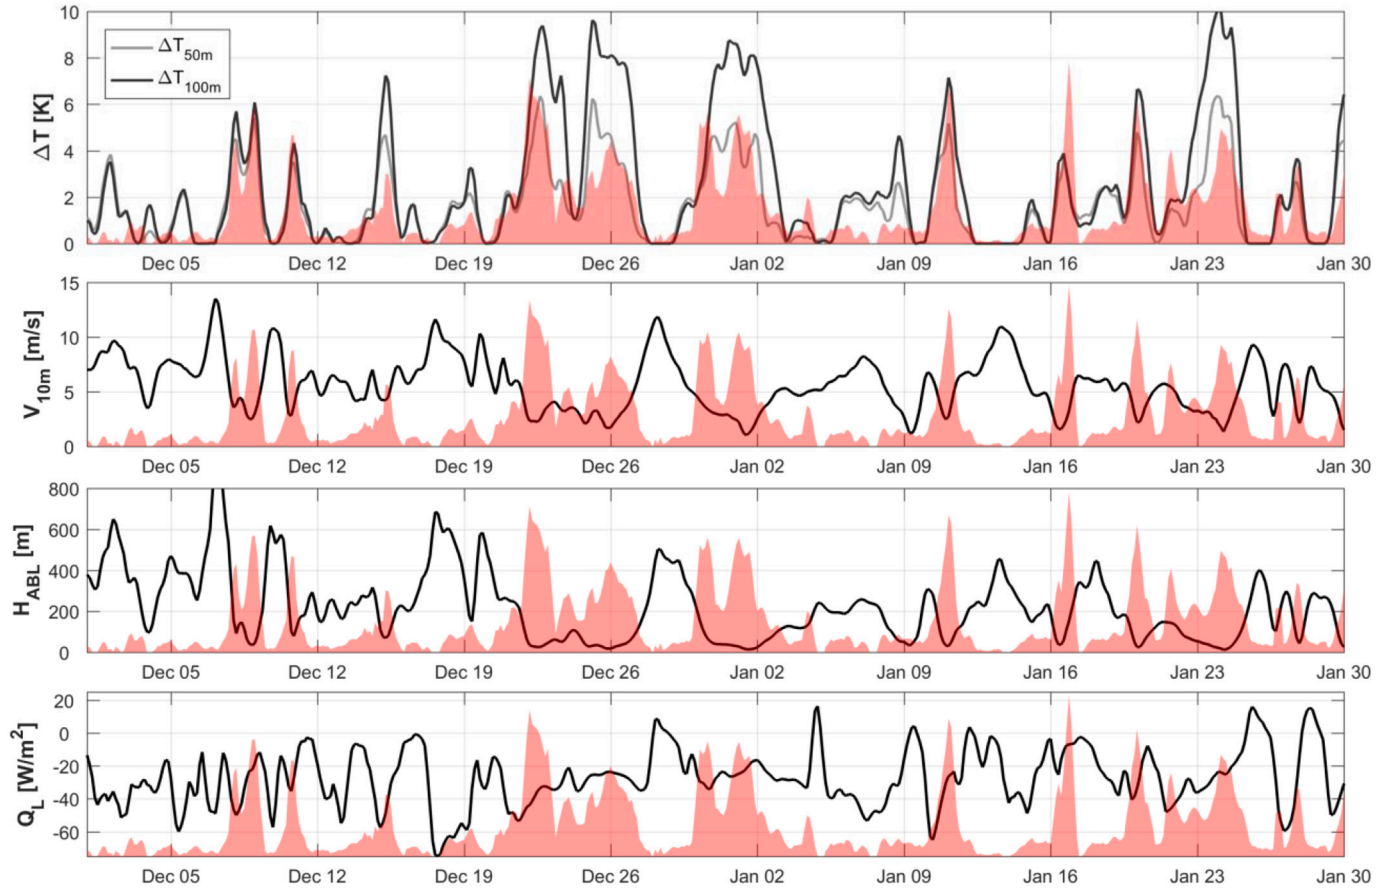 10
8
6
4
2
0
ΔT [K]
ΔT50m
ΔT100m
Dec 05 Dec 12 Dec 19 Dec 26 Jan 02 Jan 09 Jan 16 Jan 23 Jan 30
15
10
5
0
V10m [m/s]
Dec 05 Dec 12 Dec 19 Dec 26 Jan 02 Jan 09 Jan 16 Jan 23 Jan 30
800
600
400
200
0
HABL [m]
Dec 05 Dec 12 Dec 19 Dec 26 Jan 02 Jan 09 Jan 16 Jan 23 Jan 30
20
0
-20
-40
-60
QL [W/m²]
Dec 05 Dec 12 Dec 19 Dec 26 Jan 02 Jan 09 Jan 16 Jan 23 Jan 30